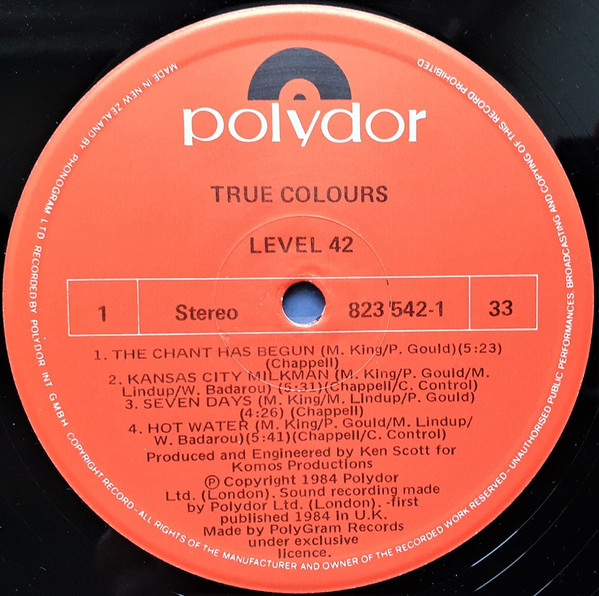 polydor
TRUE COLOURS
LEVEL 42
1 Stereo 823 542-1 33
1. THE CHANT HAS BEGUN (M. King/P. Gould)(5:23)
(Chappell)
2. KANSAS CITY MILKMAN (M. King/P. Gould/M.
Lindup/W. Badarou) (5:31)(Chappell/C. Control)
3. SEVEN DAYS (M. King/M. Lindup/P. Gould)
(4:26) (Chappell)
4. HOT WATER (M. King/P. Gould/M. Lindup/
W. Badarou)(5:41)(Chappell/C. Control)
Produced and Engineered by Ken Scott for
Komos Productions
Ⓟ Copyright 1984 Polydor
Ltd. (London). Sound recording made
by Polydor Ltd. (London). -first
published 1984 in U.K.
Made by PolyGram Records
under exclusive
licence.
MADE IN NEW ZEALAND BY PHONOGRAM LTD RECORDED BY POLYDOR INT GMBH
COPYRIGHT RECORD - ALL RIGHTS OF THE MANUFACTURER AND OWNER OF THE RECORDED WORK RESERVED - UNAUTHORISED PUBLIC PERFORMANCES BROADCASTING AND COPYING OF THIS RECORD PROHIBITED